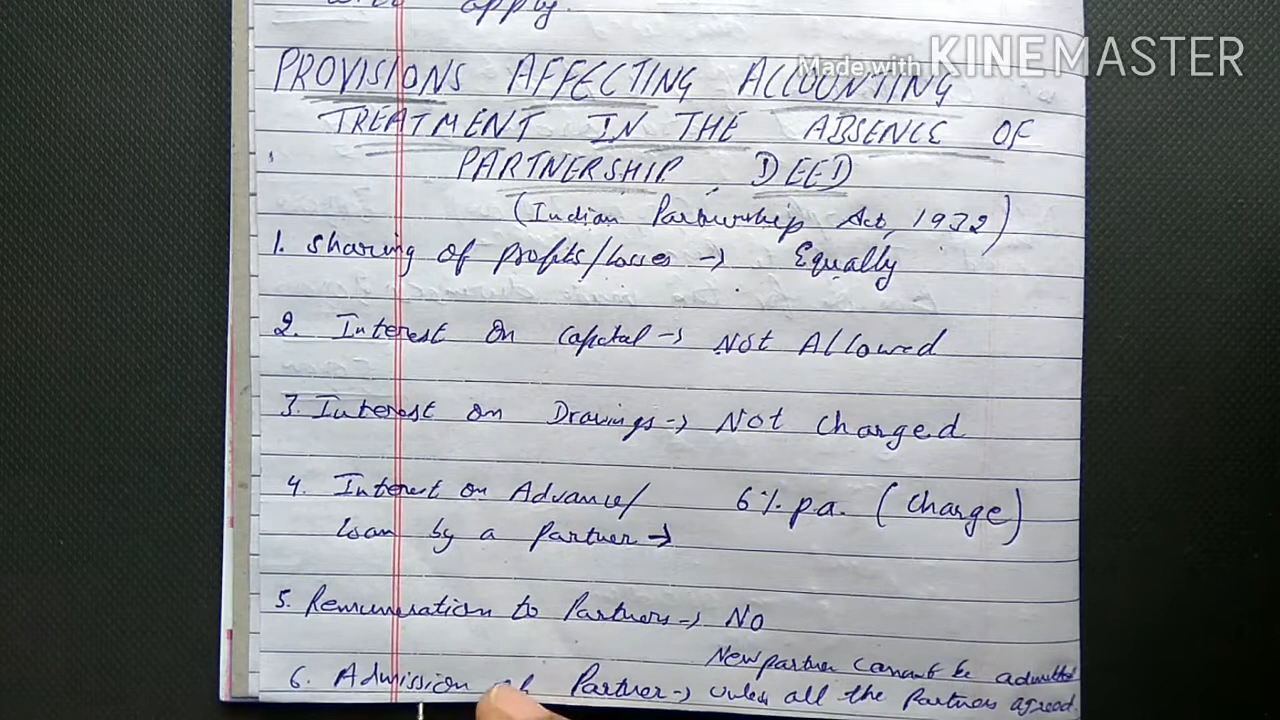 will apply.
Made with KINEMASTER
PROVISIONS AFFECTING ACCOUNTING
TREATMENT IN THE ABSENCE OF
PARTNERSHIP DEED
(Indian Partnership Act, 1932)
1. Sharing of Profits/Losses → Equally
2. Interest on Capital → Not Allowed
3. Interest on Drawings → Not Charged
4. Interest on Advance/ 6% p.a. (Charge)
loan by a Partner →
5. Remuneration to Partners → No
New partner cannot be admitted
6. Admission of Partner → unless all the Partners agreed.